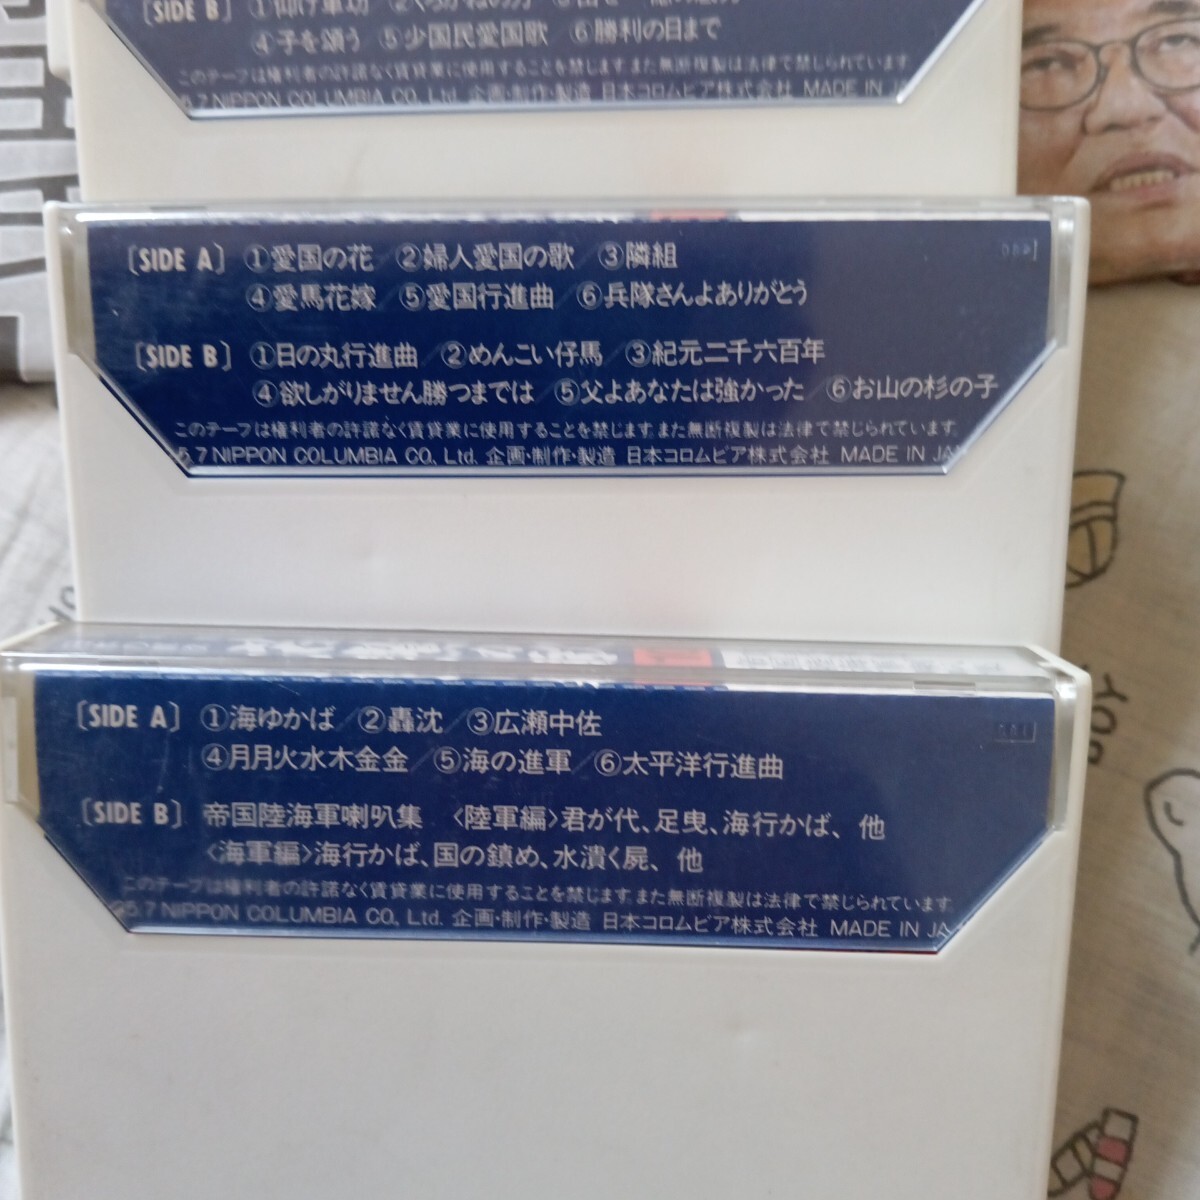 [SIDE B] ①仰げ軍功
④子を頌う ⑤少国民愛国歌 ⑥勝利の日まで
このテープは権利者の許諾なく賃貸業に使用することを禁じます。また無断複製は法律で禁じられています。
5.7 NIPPON COLUMBIA CO., Ltd. 企画・制作・製造 日本コロムビア株式会社 MADE IN JA
[SIDE A] ①愛国の花／②婦人愛国の歌／③隣組
④愛馬花嫁／⑤愛国行進曲／⑥兵隊さんよありがとう
[SIDE B] ①日の丸行進曲／②めんこい仔馬／③紀元二千六百年
④欲しがりません勝つまでは／⑤父よあなたは強かった／⑥お山の杉の子
このテープは権利者の許諾なく賃貸業に使用することを禁じます。また無断複製は法律で禁じられています。
5.7 NIPPON COLUMBIA CO., Ltd. 企画・制作・製造 日本コロムビア株式会社 MADE IN JA
[SIDE A] ①海ゆかば／②轟沈／③広瀬中佐
④月月火水木金金／⑤海の進軍／⑥太平洋行進曲
[SIDE B] 帝国陸海軍喇叭集 〈陸軍編〉君が代、足曳、海行かば、他
〈海軍編〉海行かば、国の鎮め、水漬く屍、他
このテープは権利者の許諾なく賃貸業に使用することを禁じます。また無断複製は法律で禁じられています。
95.7 NIPPON COLUMBIA CO., Ltd. 企画・制作・製造 日本コロムビア株式会社 MADE IN JA